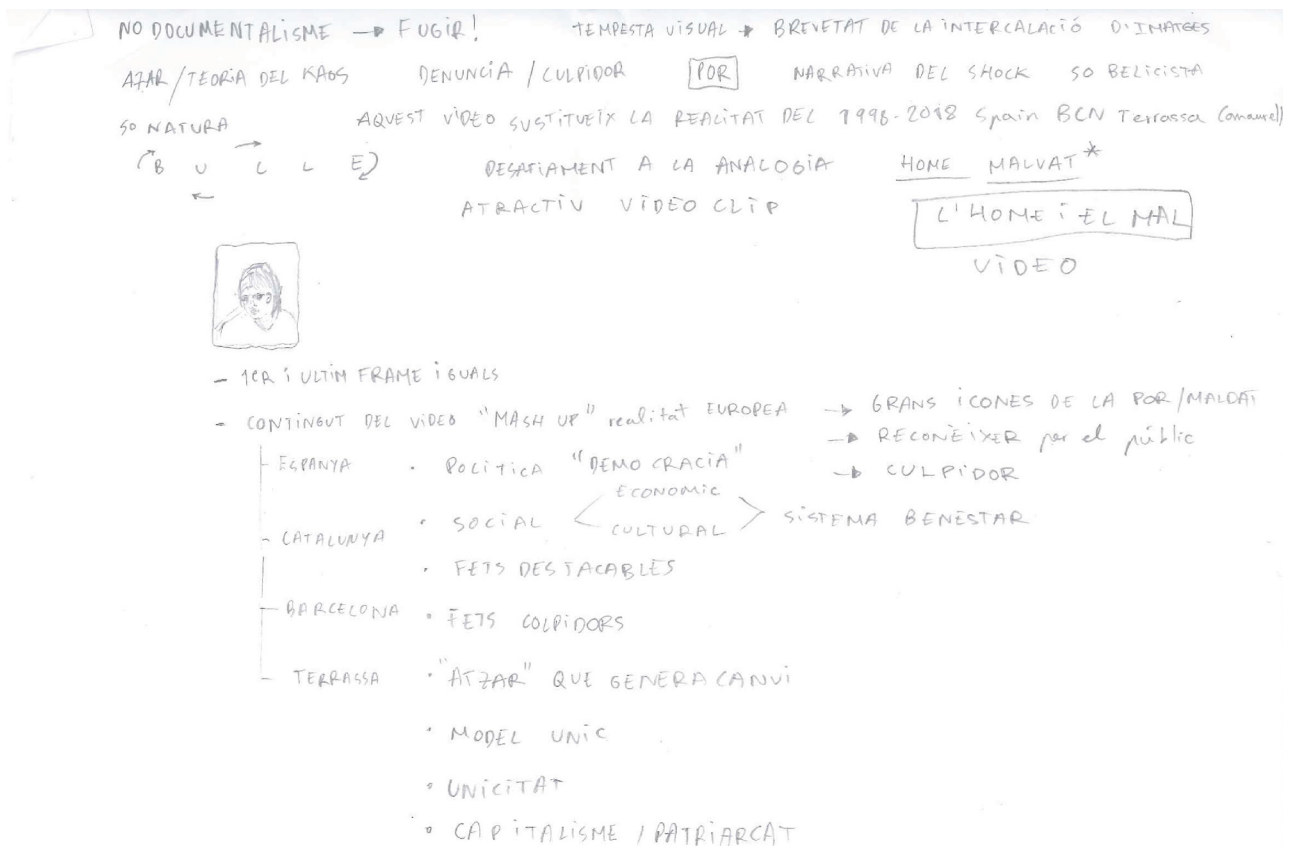 NO DOCUMENTALISME → FUGIR! TEMPESTA VISUAL → BREVETAT DE LA INTERCALACIÓ D'IMATGES
AZAR/TEORIA DEL KAOS DENUNCIA / CULPIDOR POR NARRATIVA DEL SHOCK SO BELICISTA
SO NATURA AQUEST VÍDEO SUSTITUEIX LA REALITAT DEL 1998-2018 Spain BCN Terrassa
B U C L E DESAFIAMENT A LA ANALOGIA HOME MALVAT*
ATRACTIU VIDEO CLIP L'HOME i EL MAL
VIDEO
- 1ER i ULTIM FRAME IGUALS
- CONTINGUT DEL VIDEO "MASH UP" realitat EUROPEA → GRANS ICONES DE LA POR/MALDAT
→ RECONEIXER per el públic
- ESPANYA · POLITICA "DEMOCRACIA" → CULPIDOR
ECONOMIC
- CATALUNYA · SOCIAL < CULTURAL > SISTEMA BENESTAR
· FETS DESTACABLES
- BARCELONA · FETS COLPIDORS
- TERRASSA · "ATZAR" QUE GENERA CANVI
· MODEL UNIC
· UNICITAT
· CAPITALISME / PATRIARCAT